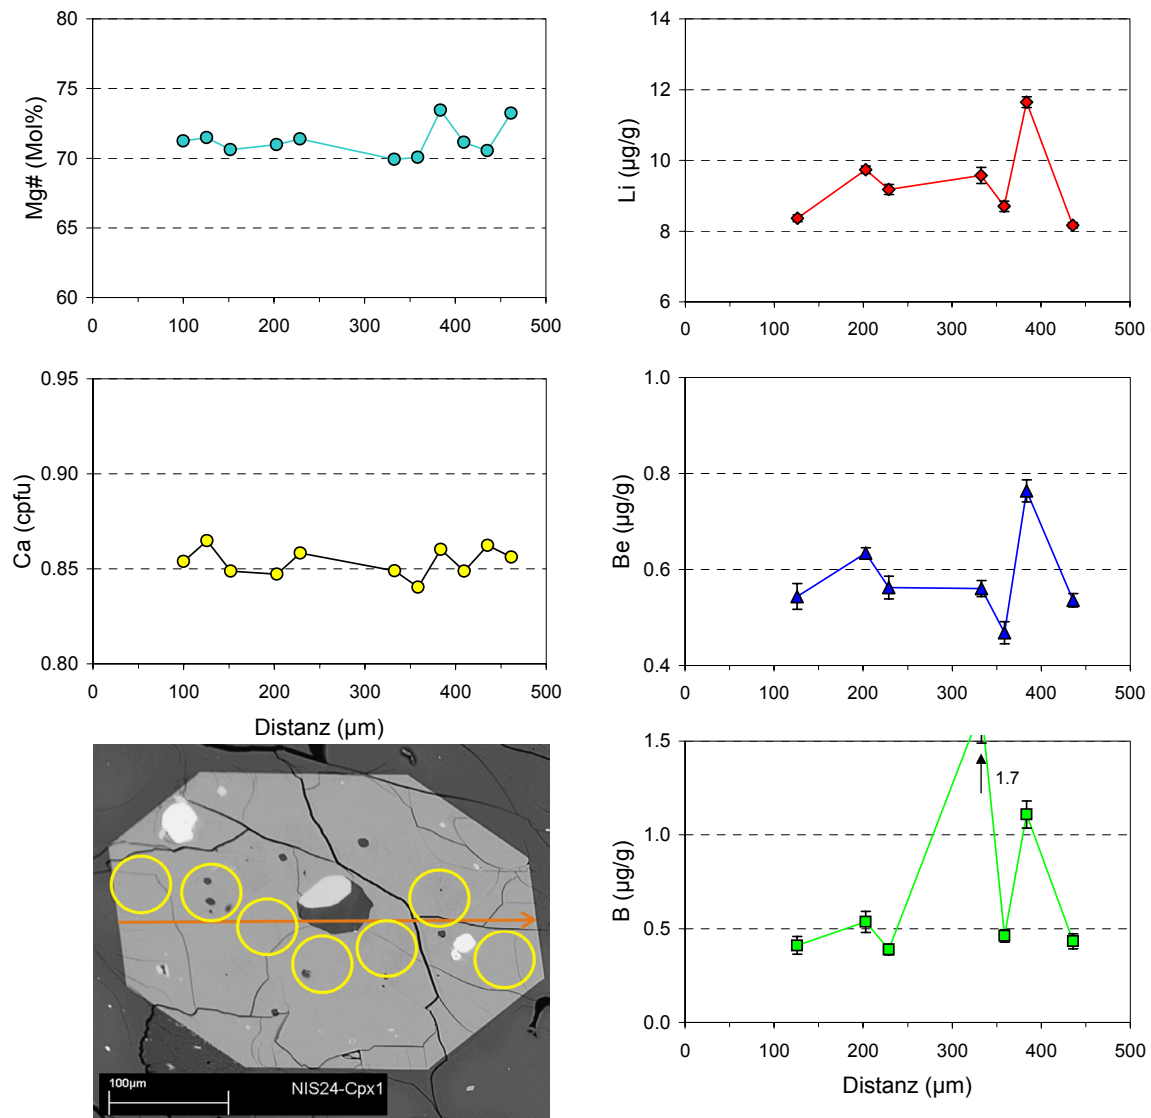 80
75
70
65
60
Mg# (Mol%)
0 100 200 300 400 500
14
12
10
8
6
Li (µg/g)
0 100 200 300 400 500
0.95
0.90
0.85
0.80
Ca (cpfu)
0 100 200 300 400 500
Distanz (µm)
1.0
0.8
0.6
0.4
Be (µg/g)
0 100 200 300 400 500
100µm
NIS24-Cpx1
1.5
1.0
0.5
0.0
B (µg/g)
1.7
0 100 200 300 400 500
Distanz (µm)